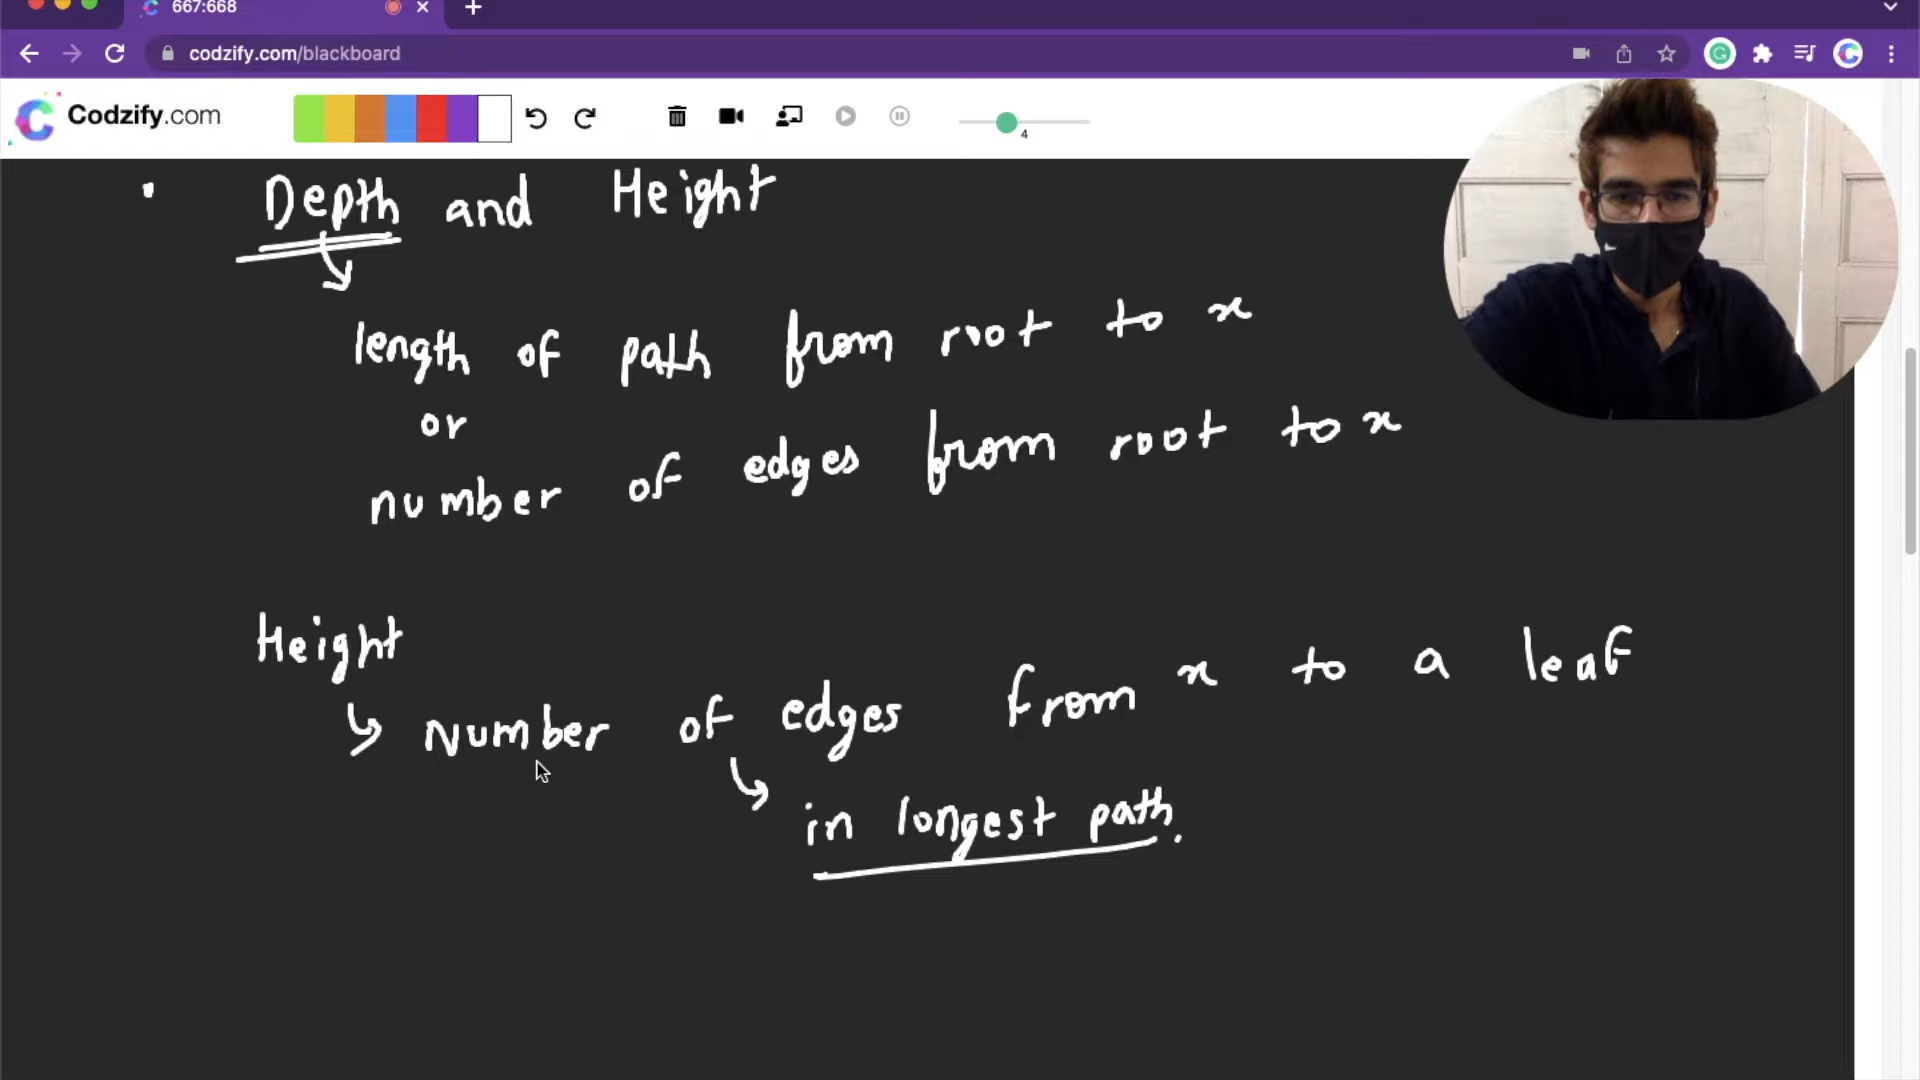 667:668
codzify.com/blackboard
Codzify.com
4
• Depth and Height
length of path from root to x
or
number of edges from root to x
Height
Number of edges from x to a leaf
in longest path.